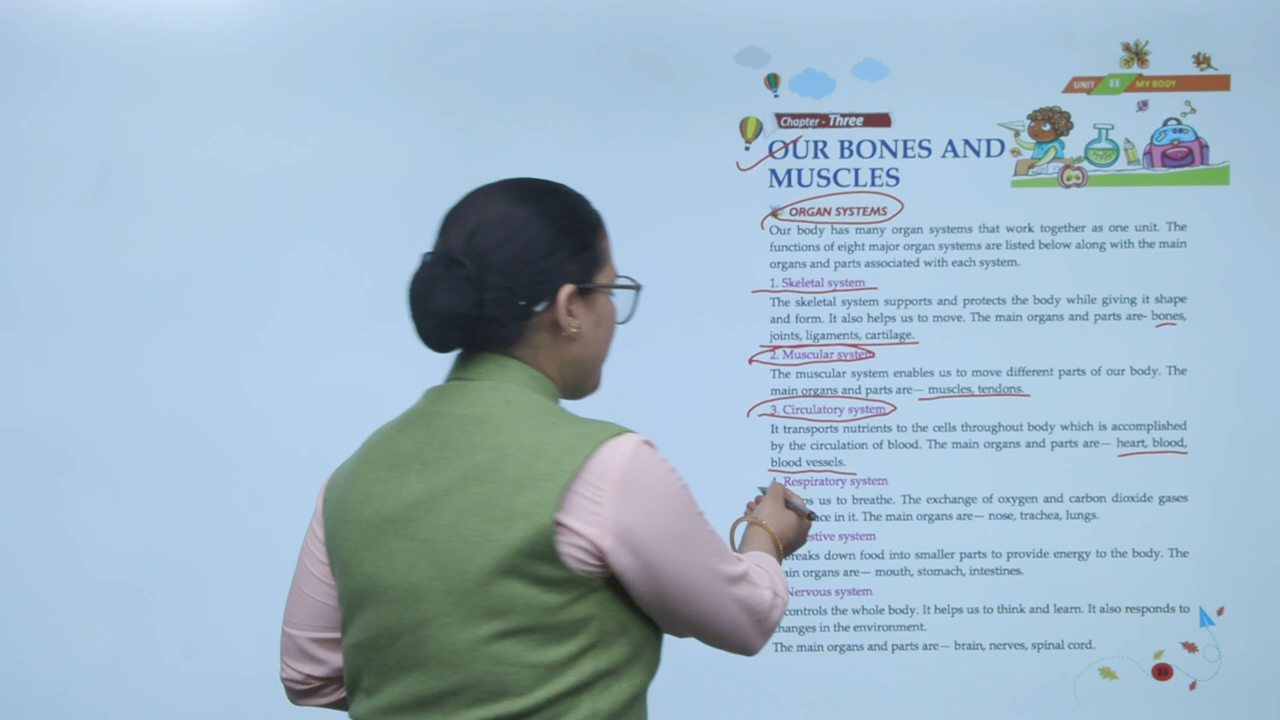 UNIT II MY BODY
Chapter - Three
OUR BONES AND
MUSCLES
ORGAN SYSTEMS
Our body has many organ systems that work together as one unit. The
functions of eight major organ systems are listed below along with the main
organs and parts associated with each system.
1. Skeletal system
The skeletal system supports and protects the body while giving it shape
and form. It also helps us to move. The main organs and parts are- bones,
joints, ligaments, cartilage.
2. Muscular system
The muscular system enables us to move different parts of our body. The
main organs and parts are— muscles, tendons.
3. Circulatory system
It transports nutrients to the cells throughout body which is accomplished
by the circulation of blood. The main organs and parts are— heart, blood,
blood vessels.
4. Respiratory system
us to breathe. The exchange of oxygen and carbon dioxide gases
in it. The main organs are— nose, trachea, lungs.
system
breaks down food into smaller parts to provide energy to the body. The
organs are— mouth, stomach, intestines.
Nervous system
controls the whole body. It helps us to think and learn. It also responds to
changes in the environment.
The main organs and parts are— brain, nerves, spinal cord.